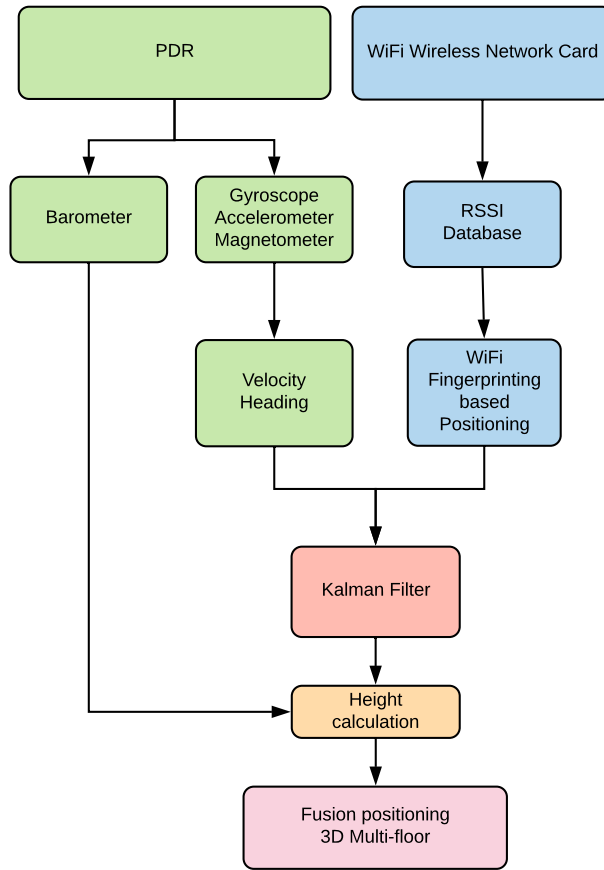 PDR
WiFi Wireless Network Card
Barometer
Gyroscope
Accelerometer
Magnetometer
RSSI
Database
Velocity
Heading
WiFi
Fingerprinting
based
Positioning
Kalman Filter
Height
calculation
Fusion positioning
3D Multi-floor